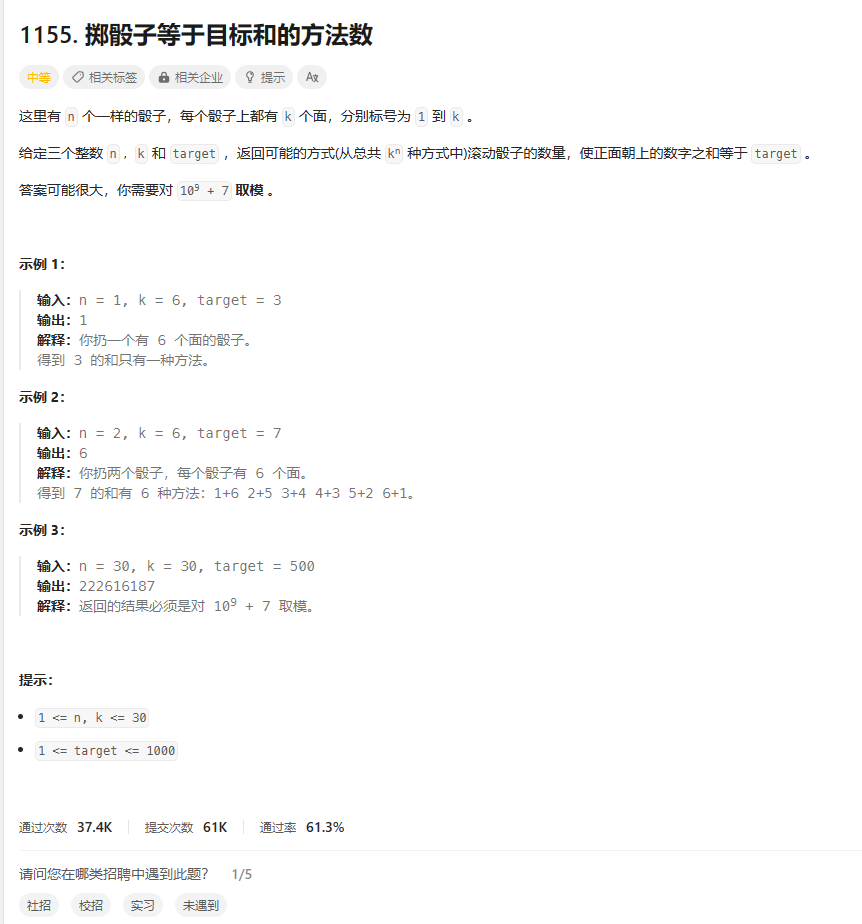 1155. 掷骰子等于目标和的方法数
中等 相关标签 相关企业 提示 A文
这里有 n 个一样的骰子，每个骰子上都有 k 个面，分别标号为 1 到 k 。
给定三个整数 n , k 和 target ，返回可能的方式(从总共 kⁿ 种方式中)滚动骰子的数量，使正面朝上的数字之和等于 target 。
答案可能很大，你需要对 10⁹ + 7 取模 。
示例 1：
输入：n = 1, k = 6, target = 3
输出：1
解释：你扔一个有 6 个面的骰子。
得到 3 的和只有一种方法。
示例 2：
输入：n = 2, k = 6, target = 7
输出：6
解释：你扔两个骰子，每个骰子有 6 个面。
得到 7 的和有 6 种方法：1+6 2+5 3+4 4+3 5+2 6+1。
示例 3：
输入：n = 30, k = 30, target = 500
输出：222616187
解释：返回的结果必须是对 10⁹ + 7 取模。
提示：
• 1 <= n, k <= 30
• 1 <= target <= 1000
通过次数 37.4K 提交次数 61K 通过率 61.3%
请问您在哪类招聘中遇到此题？ 1/5
社招 校招 实习 未遇到